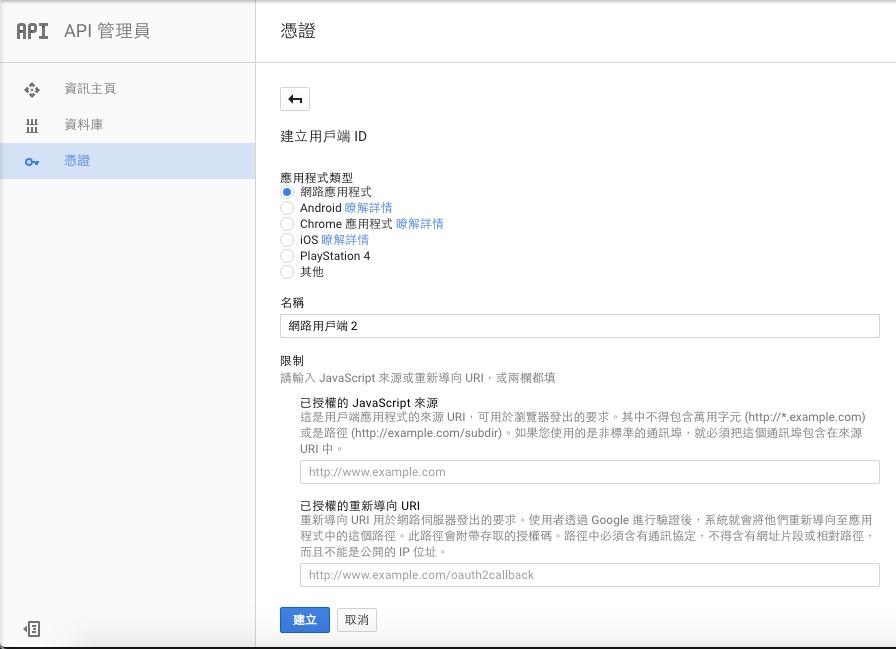 API API 管理員
憑證
資訊主頁
資料庫
憑證
建立用戶端 ID
應用程式類型
網路應用程式
Android 瞭解詳情
Chrome 應用程式 瞭解詳情
iOS 瞭解詳情
PlayStation 4
其他
名稱
網路用戶端 2
限制
請輸入 JavaScript 來源或重新導向 URI，或兩欄都填
已授權的 JavaScript 來源
這是用戶端應用程式的來源 URI，可用於瀏覽器發出的要求。其中不得包含萬用字元 (http://*.example.com)
或是路徑 (http://example.com/subdir)。如果您使用的是非標準的通訊埠，就必須把這個通訊埠包含在來源
URI 中。
http://www.example.com
已授權的重新導向 URI
重新導向 URI 用於網路伺服器發出的要求。使用者透過 Google 進行驗證後，系統就會將他們重新導向至應用
程式中的這個路徑。此路徑會附帶存取的授權碼。路徑中必須含有通訊協定，不得含有網址片段或相對路徑，
而且不能是公開的 IP 位址。
http://www.example.com/oauth2callback
建立 取消